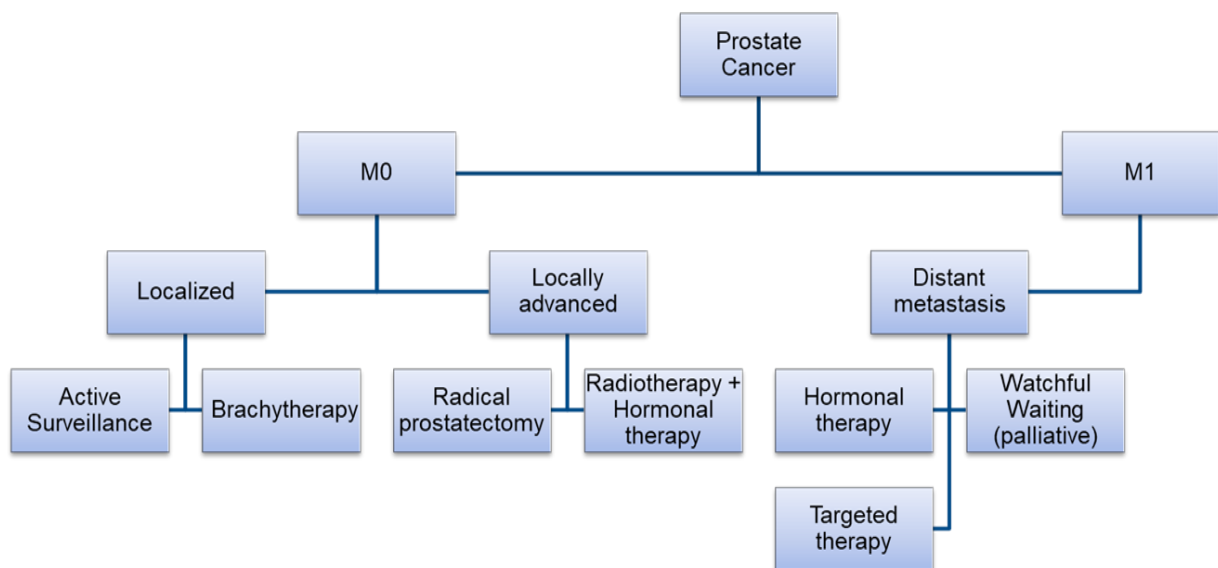 Prostate
Cancer
M0
M1
Localized
Locally
advanced
Distant
metastasis
Active
Surveillance
Brachytherapy
Radical
prostatectomy
Radiotherapy +
Hormonal
therapy
Hormonal
therapy
Watchful
Waiting
(palliative)
Targeted
therapy